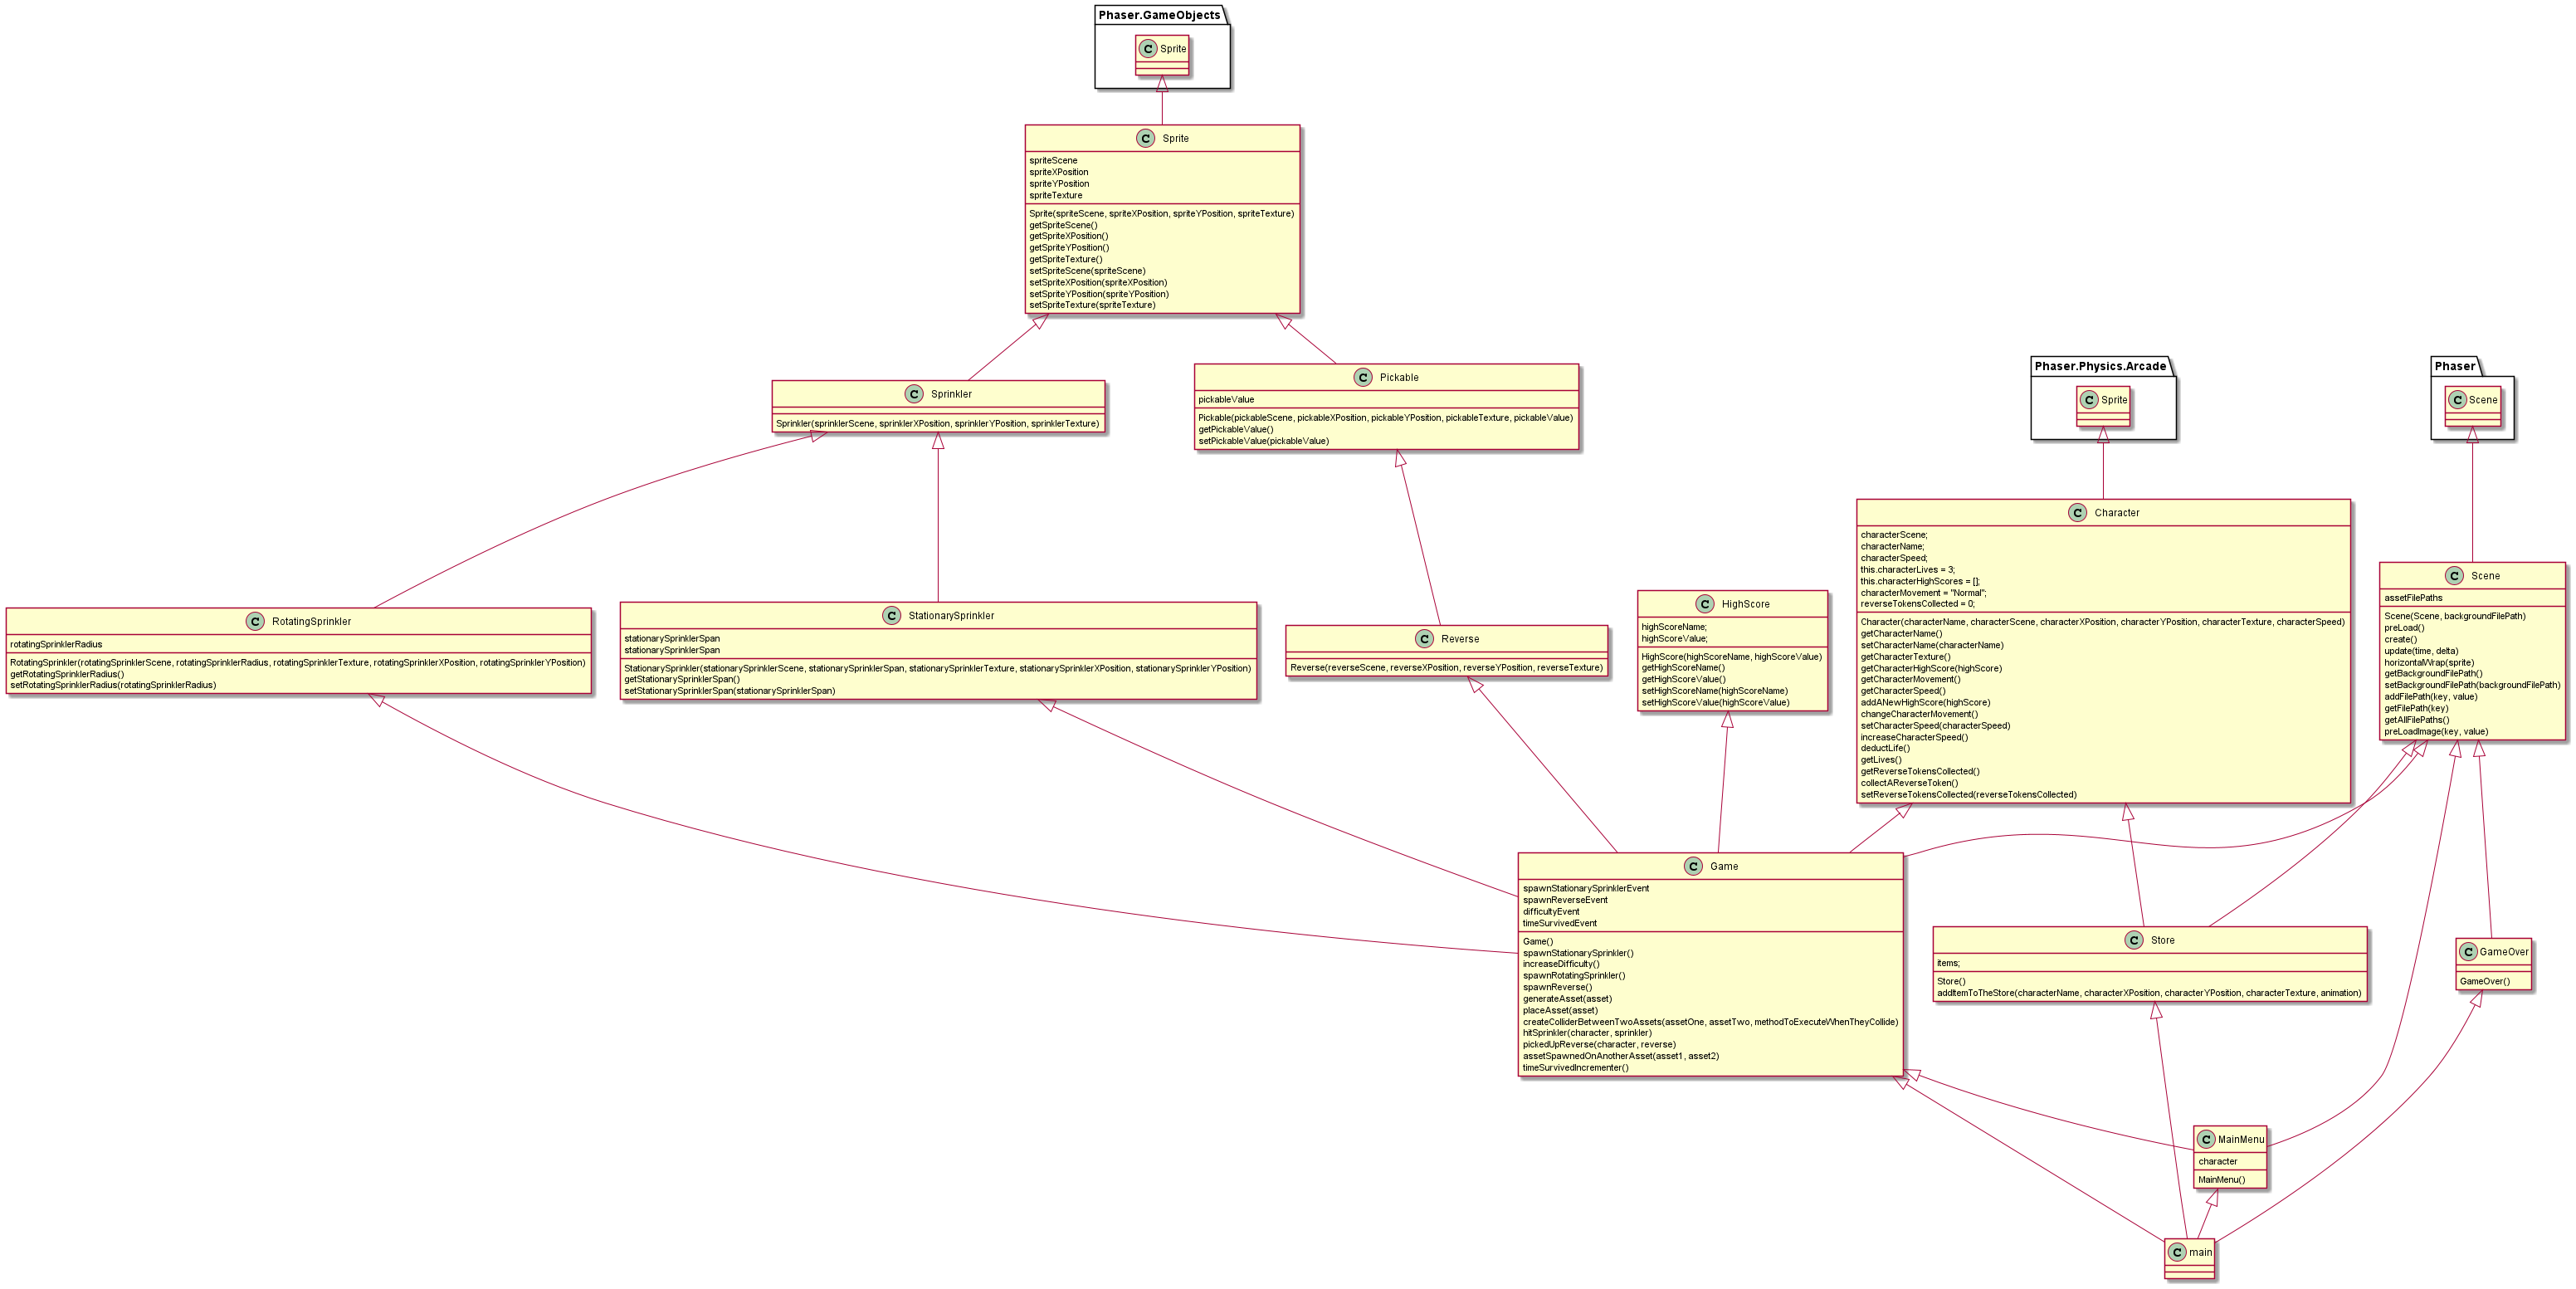 Phaser.GameObjects
C Sprite
C Sprite
spriteScene
spriteXPosition
spriteYPosition
spriteTexture
Sprite(spriteScene, spriteXPosition, spriteYPosition, spriteTexture)
getSpriteScene()
getSpriteXPosition()
getSpriteYPosition()
getSpriteTexture()
setSpriteScene(spriteScene)
setSpriteXPosition(spriteXPosition)
setSpriteYPosition(spriteYPosition)
setSpriteTexture(spriteTexture)
C Sprinkler
Sprinkler(sprinklerScene, sprinklerXPosition, sprinklerYPosition, sprinklerTexture)
C Pickable
pickableValue
Pickable(pickableScene, pickableXPosition, pickableYPosition, pickableTexture, pickableValue)
getPickableValue()
setPickableValue(pickableValue)
Phaser.Physics.Arcade
C Sprite
Phaser
C Scene
C Character
characterScene;
characterName;
characterSpeed;
this.characterLives = 3;
this.characterHighScores = [];
characterMovement = "Normal";
reverseTokensCollected = 0;
Character(characterName, characterScene, characterXPosition, characterYPosition, characterTexture, characterSpeed)
getCharacterName()
setCharacterName(characterName)
getCharacterTexture()
getCharacterHighScore(highScore)
getCharacterMovement()
getCharacterSpeed()
addANewHighScore(highScore)
changeCharacterMovement()
setCharacterSpeed(characterSpeed)
increaseCharacterSpeed()
deductLife()
getLives()
getReverseTokensCollected()
collectAReverseToken()
setReverseTokensCollected(reverseTokensCollected)
C Scene
assetFilePaths
Scene(Scene, backgroundFilePath)
preLoad()
create()
update(time, delta)
horizontalWrap(sprite)
getBackgroundFilePath()
setBackgroundFilePath(backgroundFilePath)
addFilePath(key, value)
getFilePath(key)
getAllFilePaths()
preLoadImage(key, value)
C RotatingSprinkler
rotatingSprinklerRadius
RotatingSprinkler(rotatingSprinklerScene, rotatingSprinklerRadius, rotatingSprinklerTexture, rotatingSprinklerXPosition, rotatingSprinklerYPosition)
getRotatingSprinklerRadius()
setRotatingSprinklerRadius(rotatingSprinklerRadius)
C StationarySprinkler
stationarySprinklerSpan
stationarySprinklerSpan
StationarySprinkler(stationarySprinklerScene, stationarySprinklerSpan, stationarySprinklerTexture, stationarySprinklerXPosition, stationarySprinklerYPosition)
getStationarySprinklerSpan()
setStationarySprinklerSpan(stationarySprinklerSpan)
C Reverse
Reverse(reverseScene, reverseXPosition, reverseYPosition, reverseTexture)
C HighScore
highScoreName;
highScoreValue;
HighScore(highScoreName, highScoreValue)
getHighScoreName()
getHighScoreValue()
setHighScoreName(highScoreName)
setHighScoreValue(highScoreValue)
C Game
spawnStationarySprinklerEvent
spawnReverseEvent
difficultyEvent
timeSurvivedEvent
Game()
spawnStationarySprinkler()
increaseDifficulty()
spawnRotatingSprinkler()
spawnReverse()
generateAsset(asset)
placeAsset(asset)
createColliderBetweenTwoAssets(assetOne, assetTwo, methodToExecuteWhenTheyCollide)
hitSprinkler(character, sprinkler)
pickedUpReverse(character, reverse)
assetSpawnedOnAnotherAsset(asset1, asset2)
timeSurvivedIncrementer()
C Store
items;
Store()
addItemToTheStore(characterName, characterXPosition, characterYPosition, characterTexture, animation)
C GameOver
GameOver()
C MainMenu
character
MainMenu()
C main